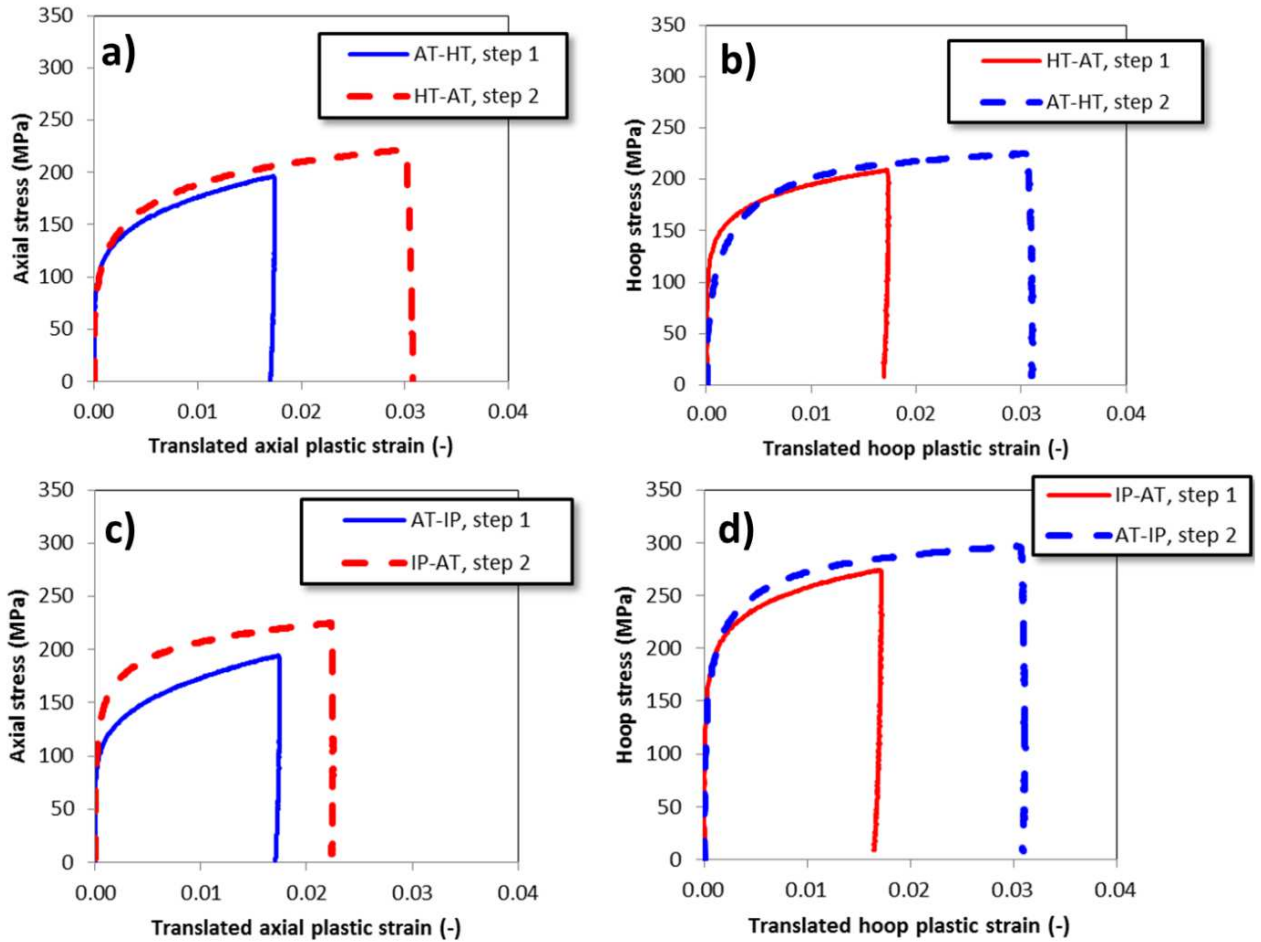 a)
AT-HT, step 1
HT-AT, step 2
Axial stress (MPa)
350
300
250
200
150
100
50
0
0.00 0.01 0.02 0.03 0.04
Translated axial plastic strain (-)
b)
HT-AT, step 1
AT-HT, step 2
Hoop stress (MPa)
350
300
250
200
150
100
50
0
0.00 0.01 0.02 0.03 0.04
Translated hoop plastic strain (-)
c)
AT-IP, step 1
IP-AT, step 2
Axial stress (MPa)
350
300
250
200
150
100
50
0
0.00 0.01 0.02 0.03 0.04
Translated axial plastic strain (-)
d)
IP-AT, step 1
AT-IP, step 2
Hoop stress (MPa)
350
300
250
200
150
100
50
0
0.00 0.01 0.02 0.03 0.04
Translated hoop plastic strain (-)